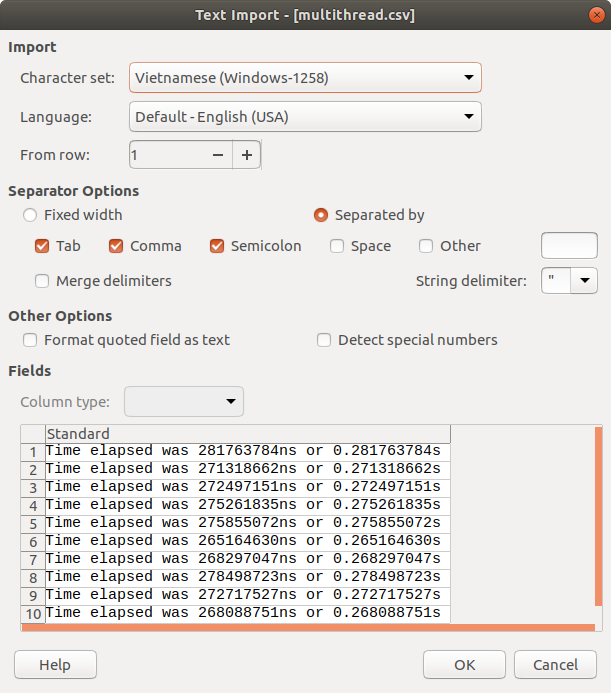 Text Import - [multithread.csv]
Import
Character set: Vietnamese (Windows-1258)
Language: Default - English (USA)
From row: 1
Separator Options
Fixed width Separated by
Tab Comma Semicolon Space Other
Merge delimiters String delimiter: "
Other Options
Format quoted field as text Detect special numbers
Fields
Column type:
Standard
1 Time elapsed was 281763784ns or 0.281763784s
2 Time elapsed was 271318662ns or 0.271318662s
3 Time elapsed was 272497151ns or 0.272497151s
4 Time elapsed was 275261835ns or 0.275261835s
5 Time elapsed was 275855072ns or 0.275855072s
6 Time elapsed was 265164630ns or 0.265164630s
7 Time elapsed was 268297047ns or 0.268297047s
8 Time elapsed was 278498723ns or 0.278498723s
9 Time elapsed was 272717527ns or 0.272717527s
10 Time elapsed was 268088751ns or 0.268088751s
Help OK Cancel